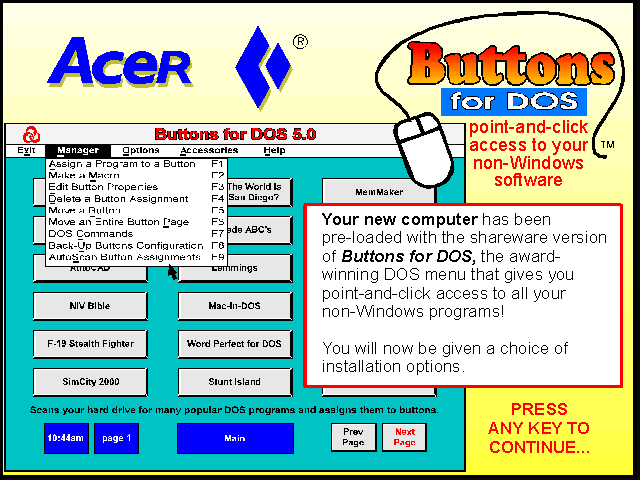 Acer ®
Buttons
for DOS
point-and-click
access to your
non-Windows
software
TM
Buttons for DOS 5.0
Exit Manager Options Accessories Help
Assign a Program to a Button F1
Make a Macro F2
Edit Button Properties F3
Delete a Button Assignment F4
Move a Button F5
Move an Entire Button Page F6
DOS Commands F7
Back-Up Buttons Configuration F8
AutoScan Button Assignments F9
The World Is
San Diego?
MemMaker
ABC's
AutoCAD
Lemmings
NIV Bible
Mac-In-DOS
F-19 Stealth Fighter
Word Perfect for DOS
SimCity 2000
Stunt Island
Your new computer has been
pre-loaded with the shareware version
of Buttons for DOS, the award-
winning DOS menu that gives you
point-and-click access to all your
non-Windows programs!
You will now be given a choice of
installation options.
Scans your hard drive for many popular DOS programs and assigns them to buttons.
10:44am
page 1
Main
Prev
Page
Next
Page
PRESS
ANY KEY TO
CONTINUE...